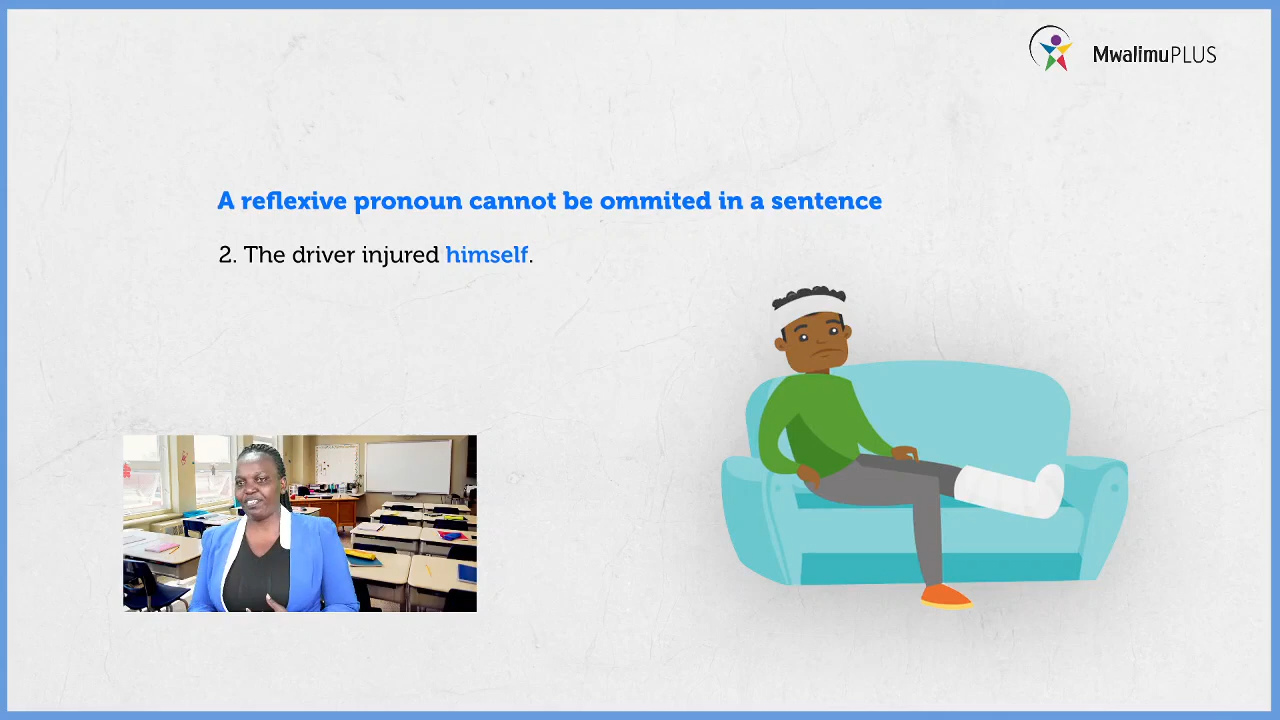 MwalimuPLUS
A reflexive pronoun cannot be ommited in a sentence
2. The driver injured himself.